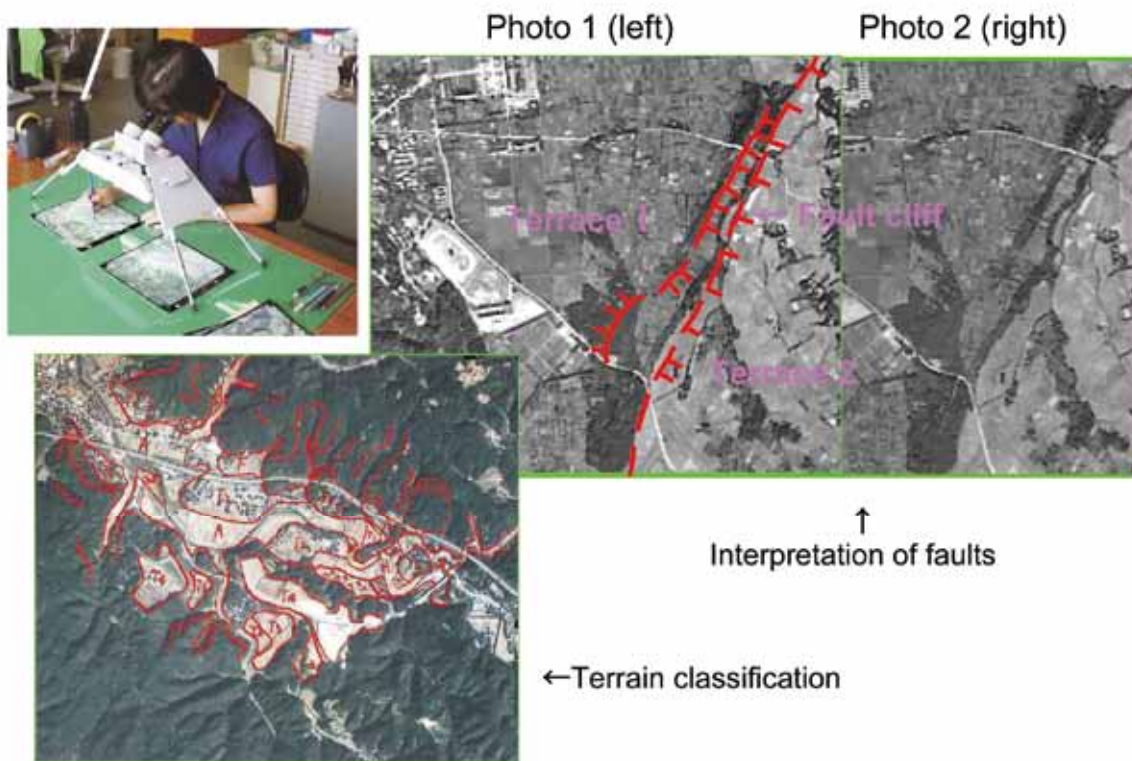 Photo 1 (left)
Photo 2 (right)
Terrace 1
Fault cliff
Terrace 2
↑
Interpretation of faults
←Terrain classification
A
A